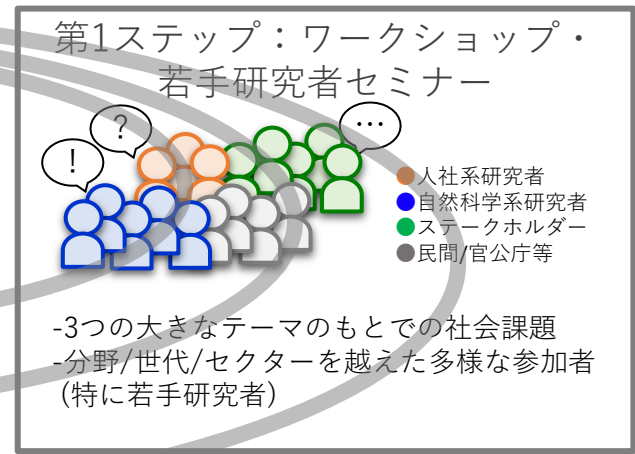 第1ステップ：ワークショップ・
若手研究者セミナー
?
…
!
人社系研究者
自然科学系研究者
ステークホルダー
民間/官公庁等
-3つの大きなテーマのもとでの社会課題
-分野/世代/セクターを越えた多様な参加者
(特に若手研究者)